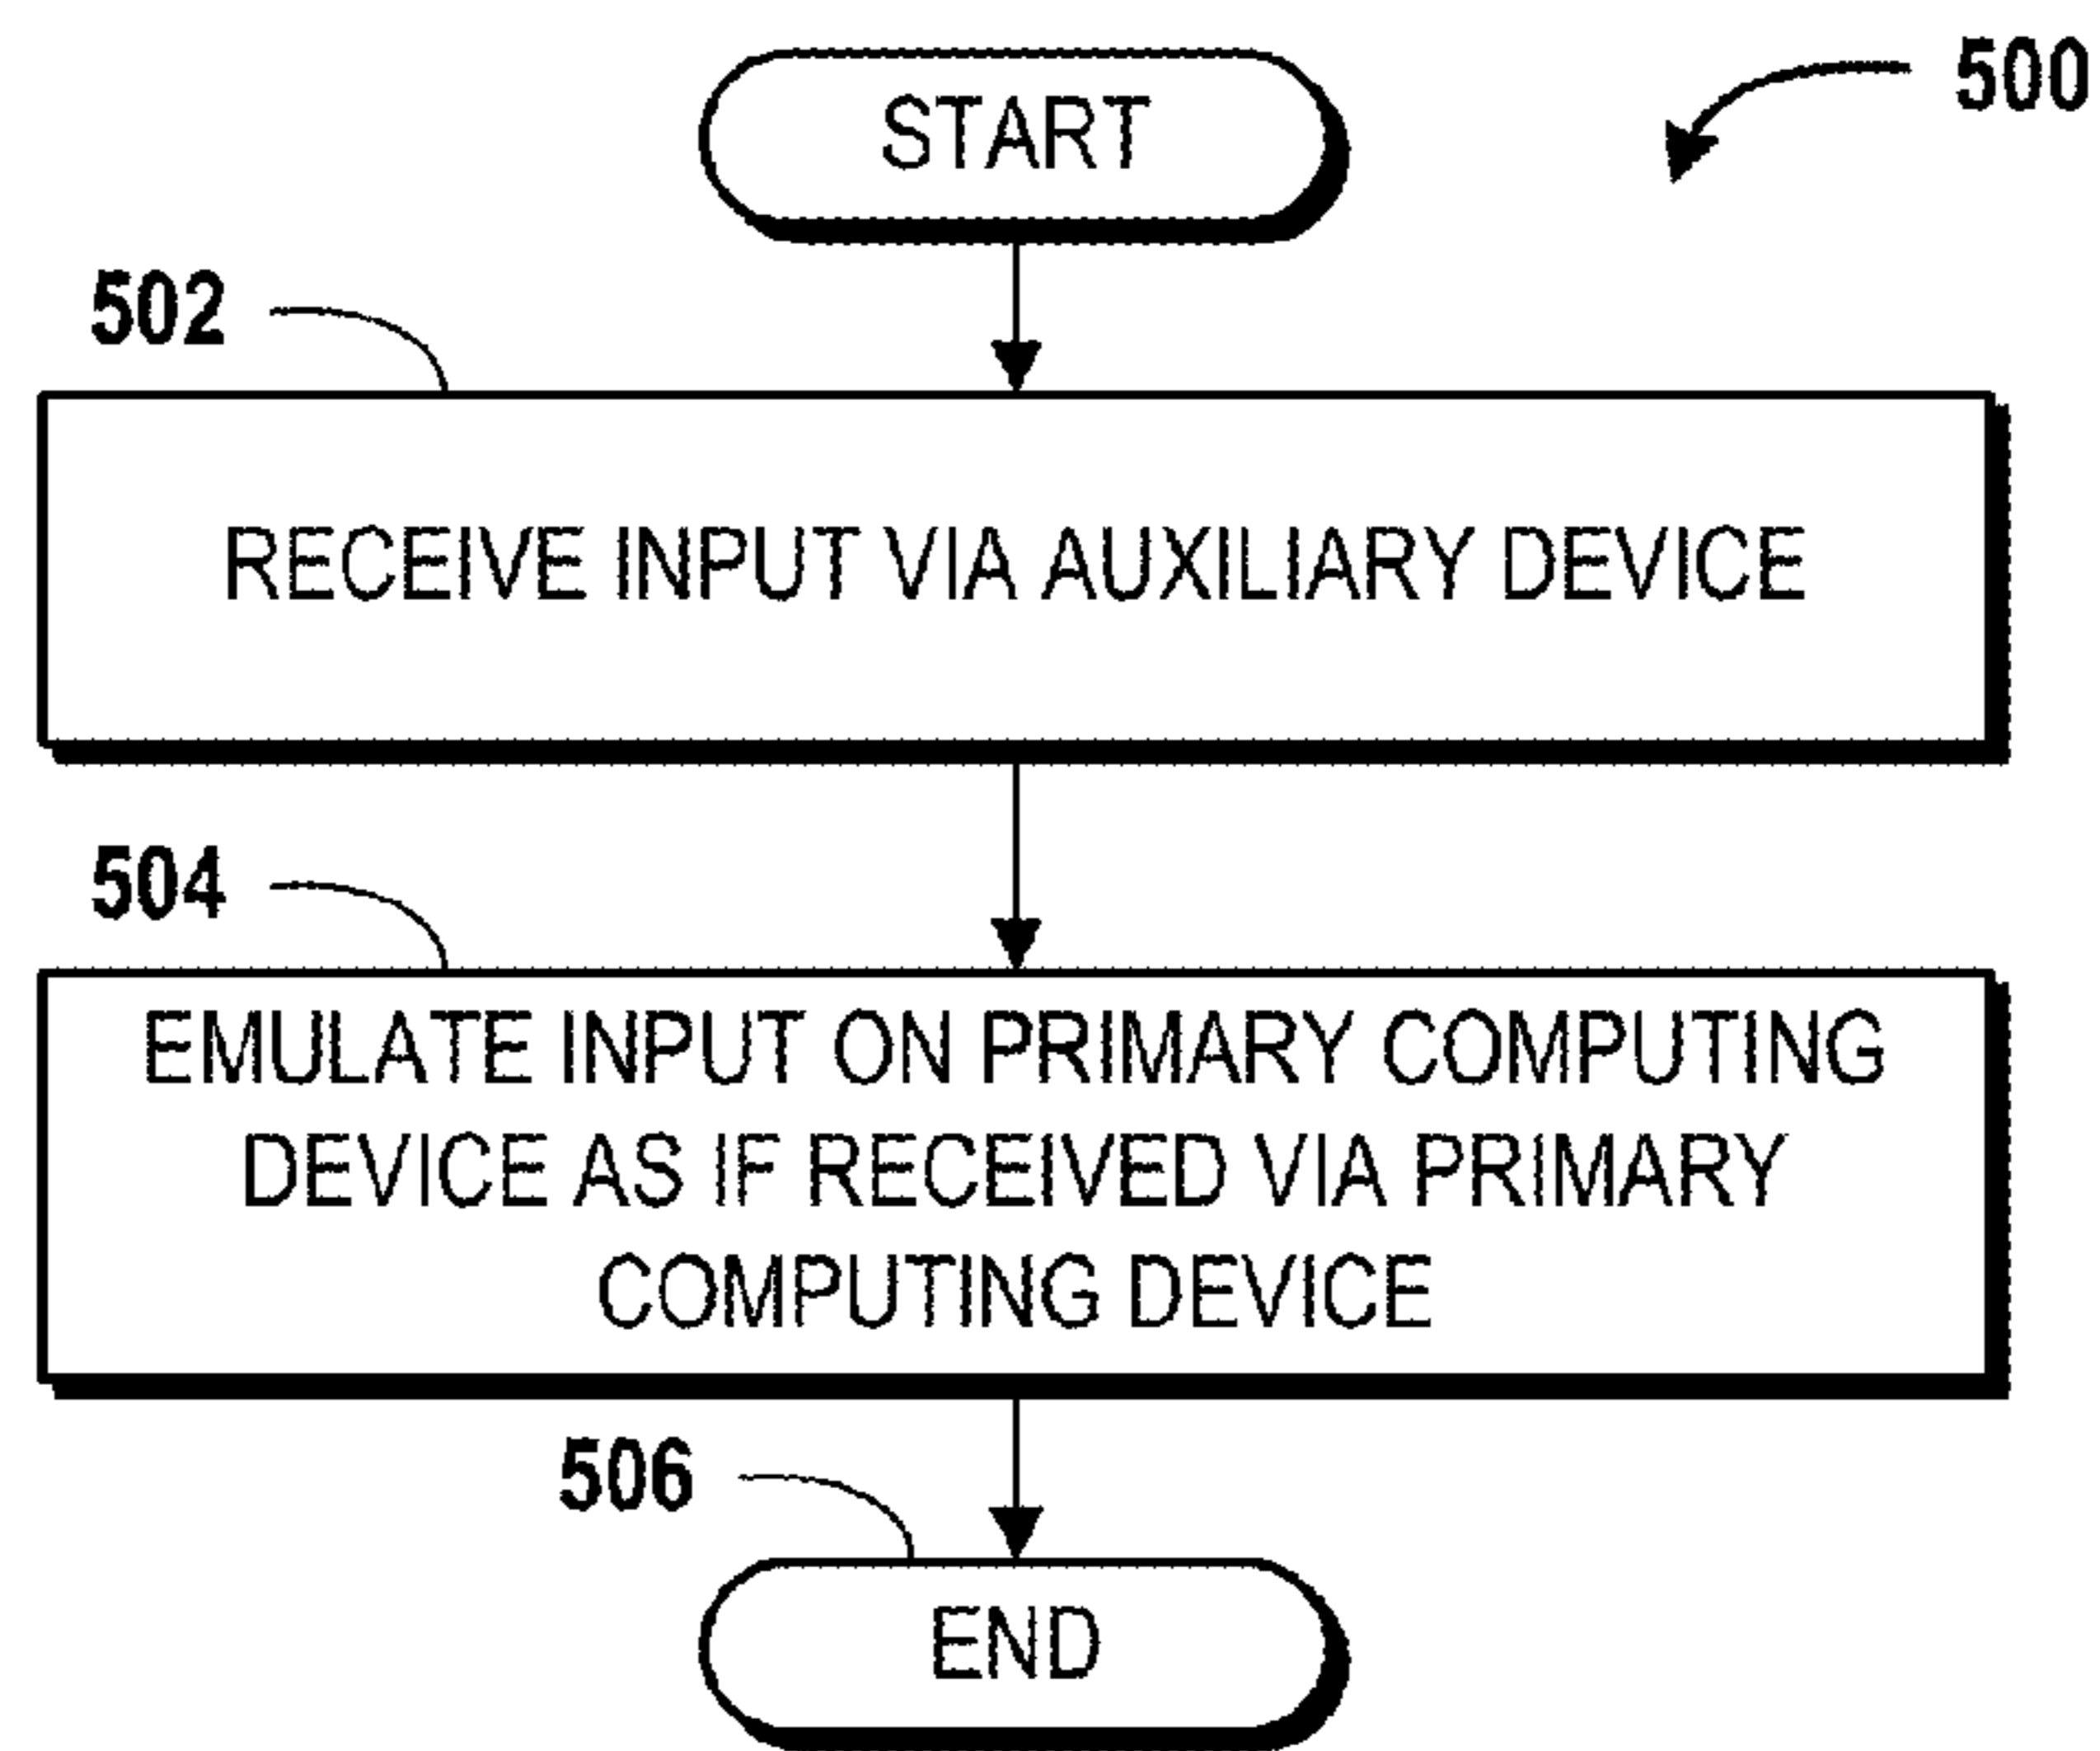 START
500
502
RECEIVE INPUT VIA AUXILIARY DEVICE
504
EMULATE INPUT ON PRIMARY COMPUTING
DEVICE AS IF RECEIVED VIA PRIMARY
COMPUTING DEVICE
506
END